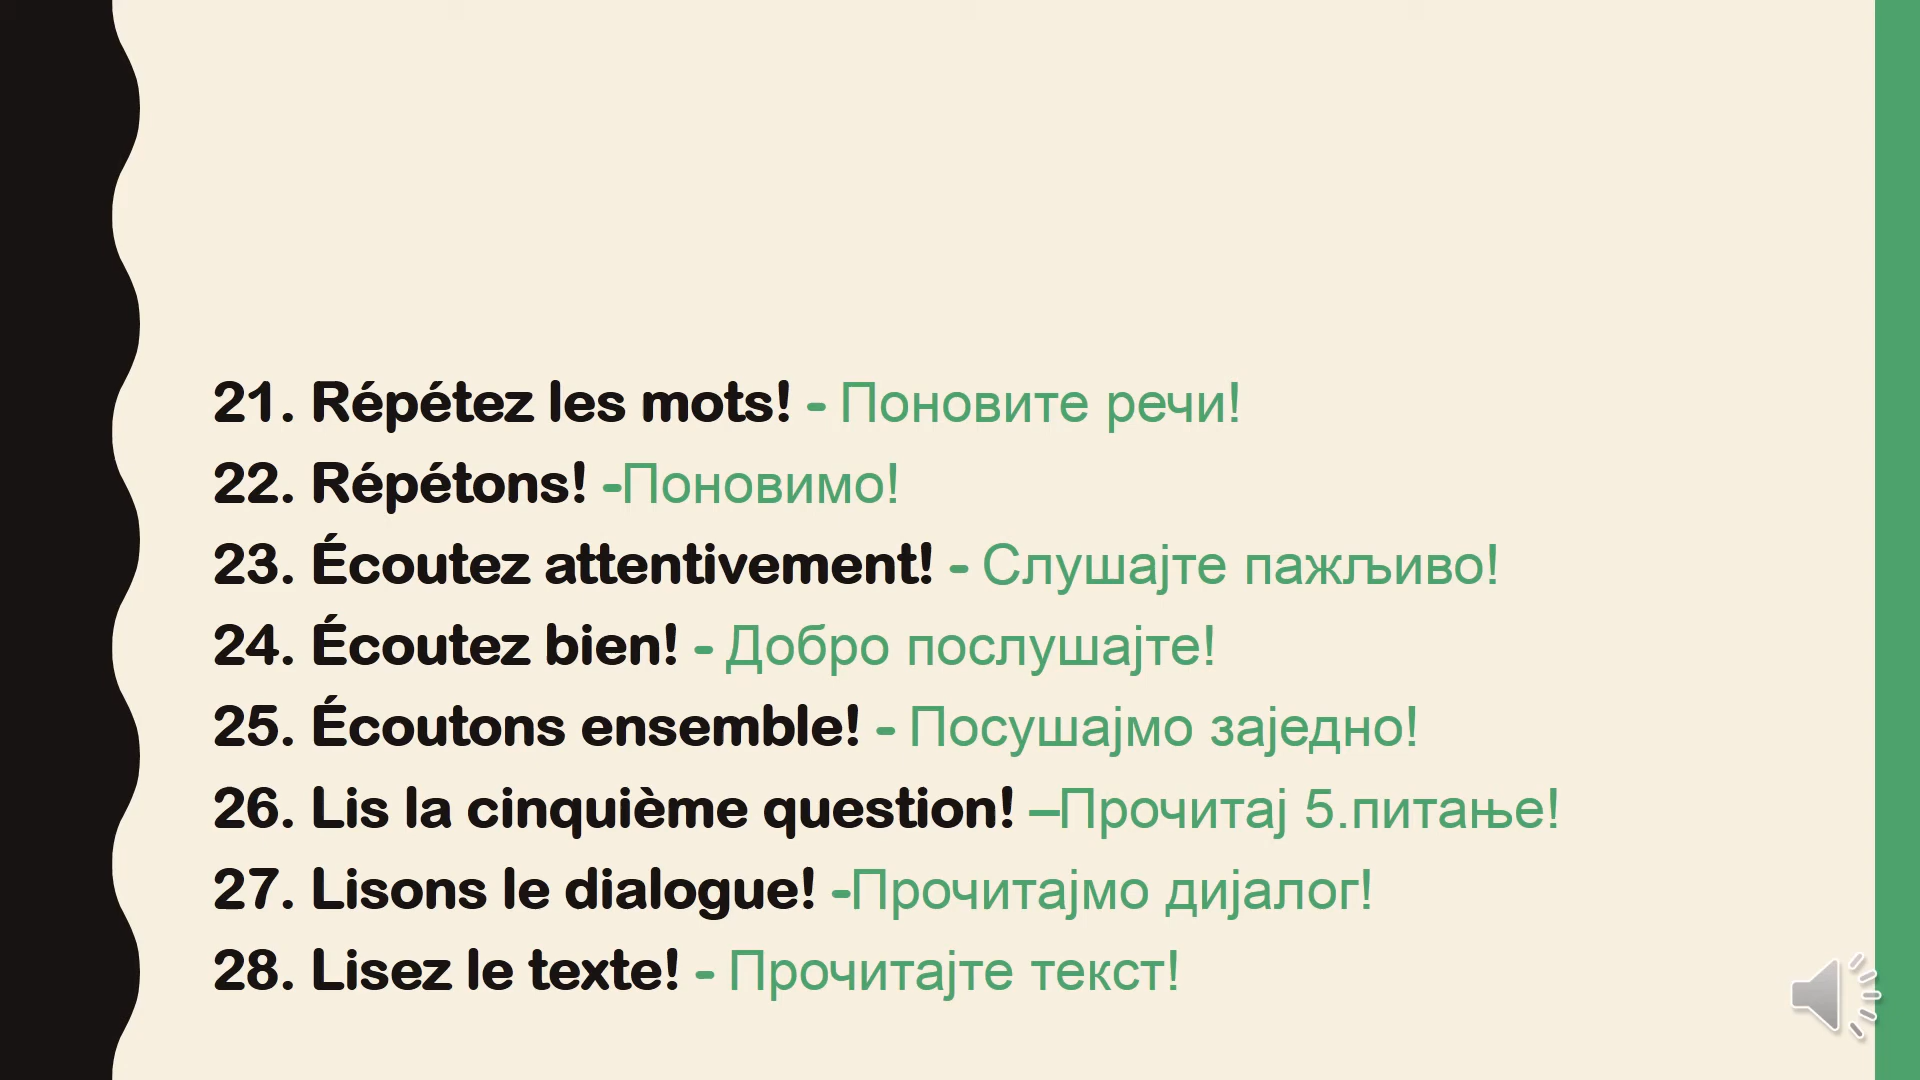 21. Répétez les mots! - Поновите речи!
22. Répétons! -Поновимо!
23. Écoutez attentivement! - Слушајте пажљиво!
24. Écoutez bien! - Добро послушајте!
25. Écoutons ensemble! - Посушајмо заједно!
26. Lis la cinquième question! –Прочитај 5.питање!
27. Lisons le dialogue! -Прочитајмо дијалог!
28. Lisez le texte! - Прочитајте текст!